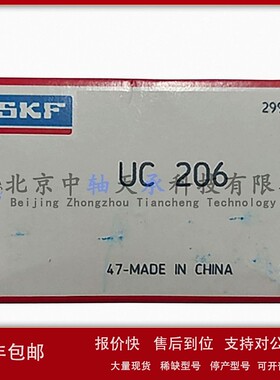 SKF
299
UC 206
北京中轴天承科技有限
Beijing Zhongzhou Tiancheng Technology
47-MADE IN CHINA
包邮
报价快 售后到位 支持对公
大量现货 稀缺型号 停产型号 可开